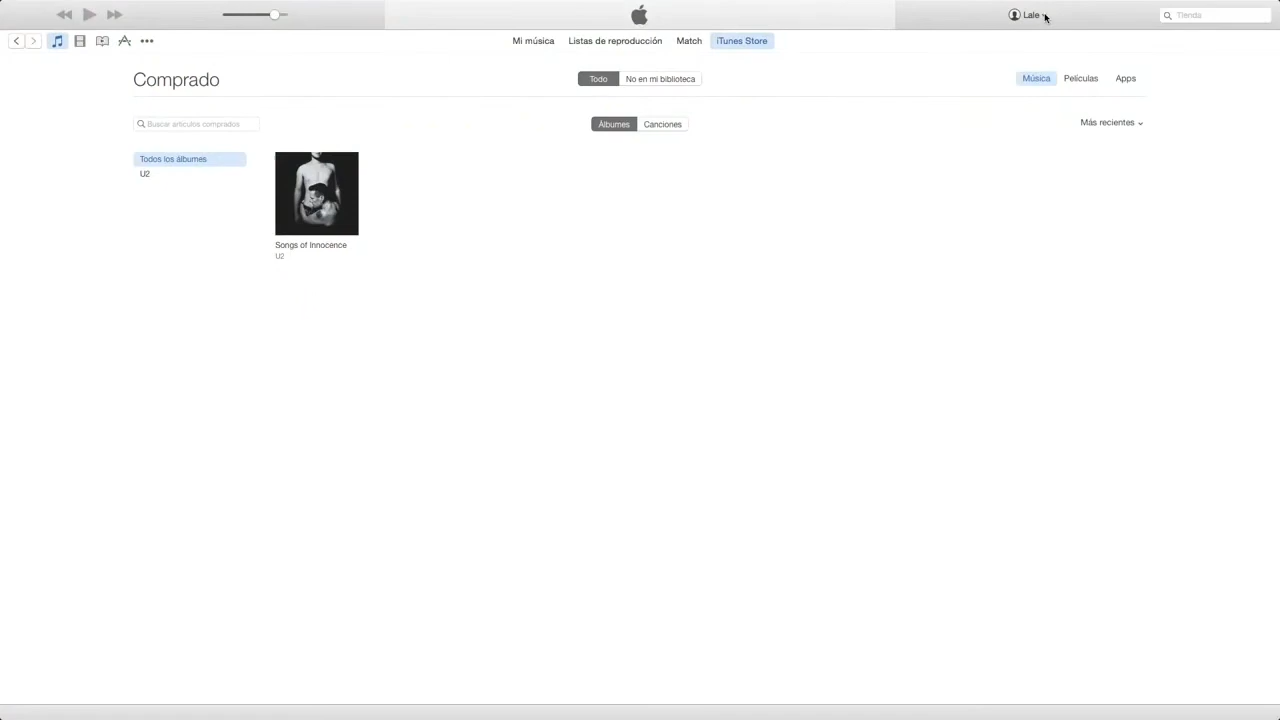 Lale
Tienda
Mi música
Listas de reproducción
Match
iTunes Store
Comprado
Todo
No en mi biblioteca
Música
Películas
Apps
Buscar artículos comprados
Álbumes
Canciones
Más recientes
Todos los álbumes
U2
Songs of Innocence
U2